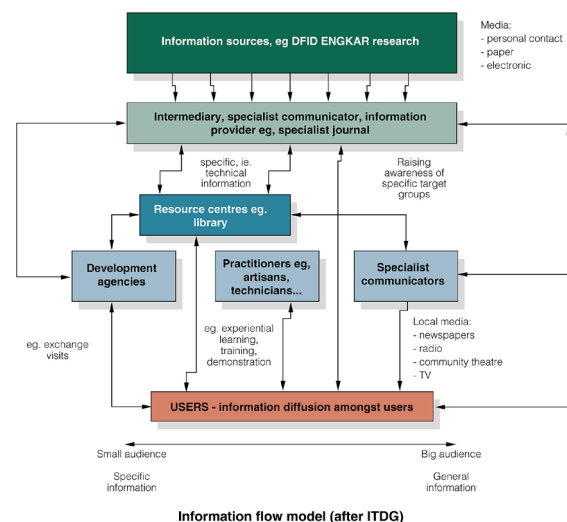 Information sources, eg DFID ENGKAR research
Media:
- personal contact
- paper
- electronic
Intermediary, specialist communicator, information
provider eg, specialist journal
specific, ie.
technical
information
Raising
awareness of
specific target
groups
Resource centres eg.
library
Development
agencies
Practitioners eg,
artisans,
technicians...
Specialist
communicators
eg. exchange
visits
eg. experiential
learning,
training,
demonstration
Local media:
- newspapers
- radio
- community theatre
- TV
USERS - information diffusion amongst users
Small audience
Big audience
Specific
information
General
information
Information flow model (after ITDG)